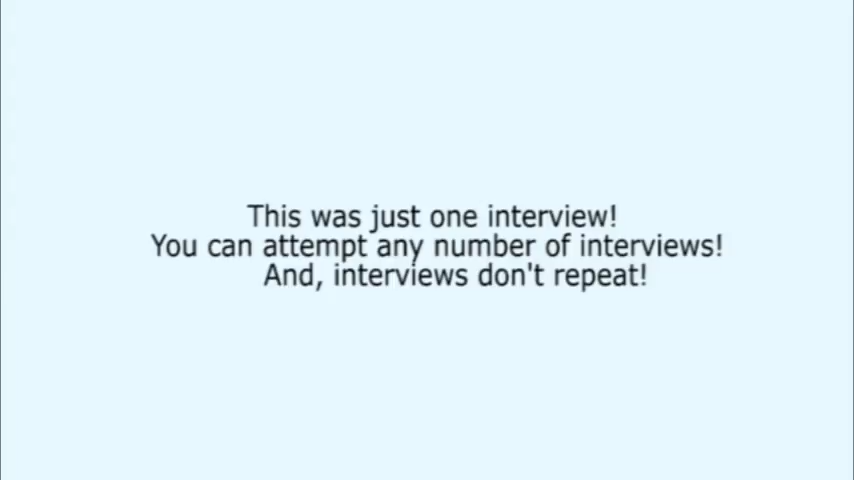 This was just one interview!
You can attempt any number of interviews!
And, interviews don't repeat!